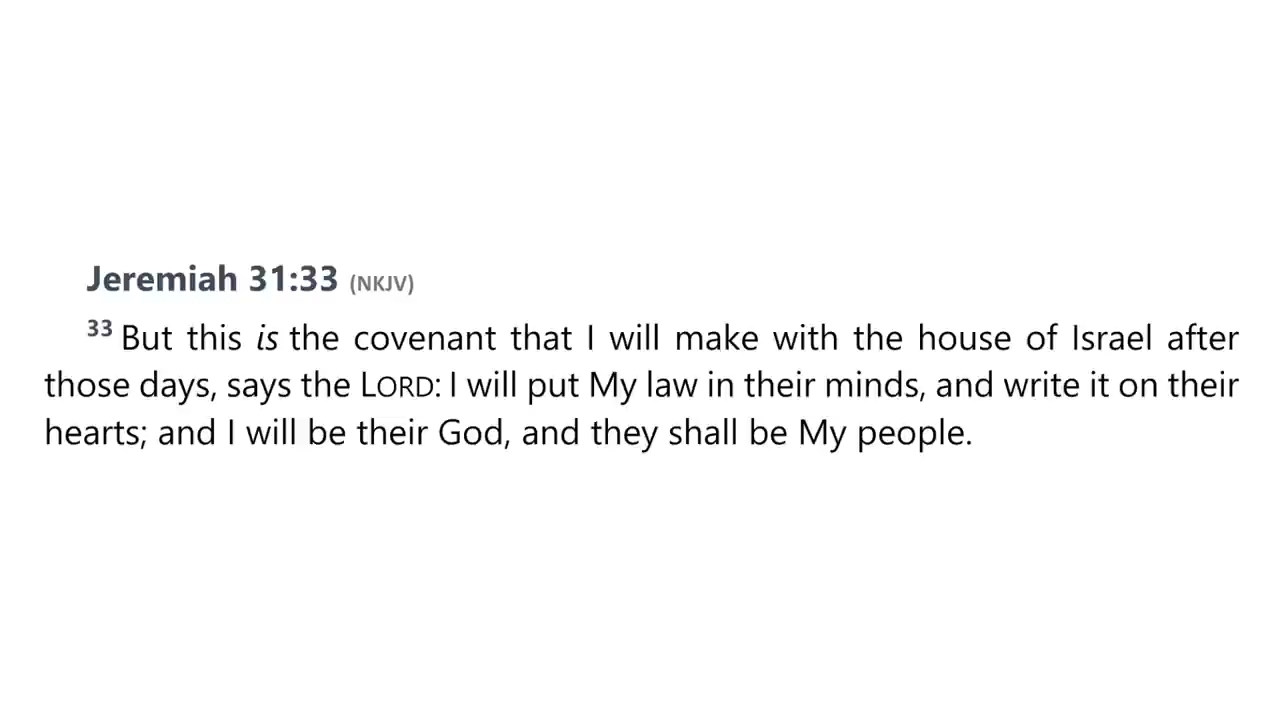 Jeremiah 31:33 (NKJV)
33 But this is the covenant that I will make with the house of Israel after
those days, says the LORD: I will put My law in their minds, and write it on their
hearts; and I will be their God, and they shall be My people.